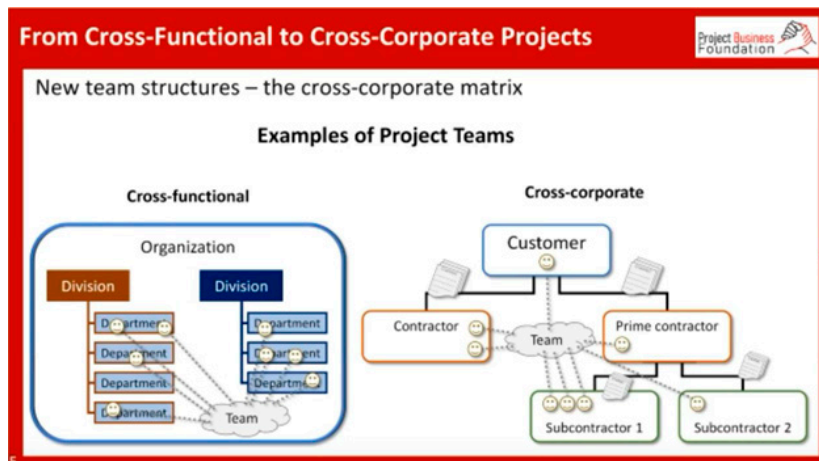 From Cross-Functional to Cross-Corporate Projects
Project Business
Foundation
New team structures – the cross-corporate matrix
Examples of Project Teams
Cross-functional
Organization
Division
Division
Department
Department
Department
Department
Department
Department
Department
Team
Cross-corporate
Customer
Contractor
Team
Prime contractor
Subcontractor 1
Subcontractor 2